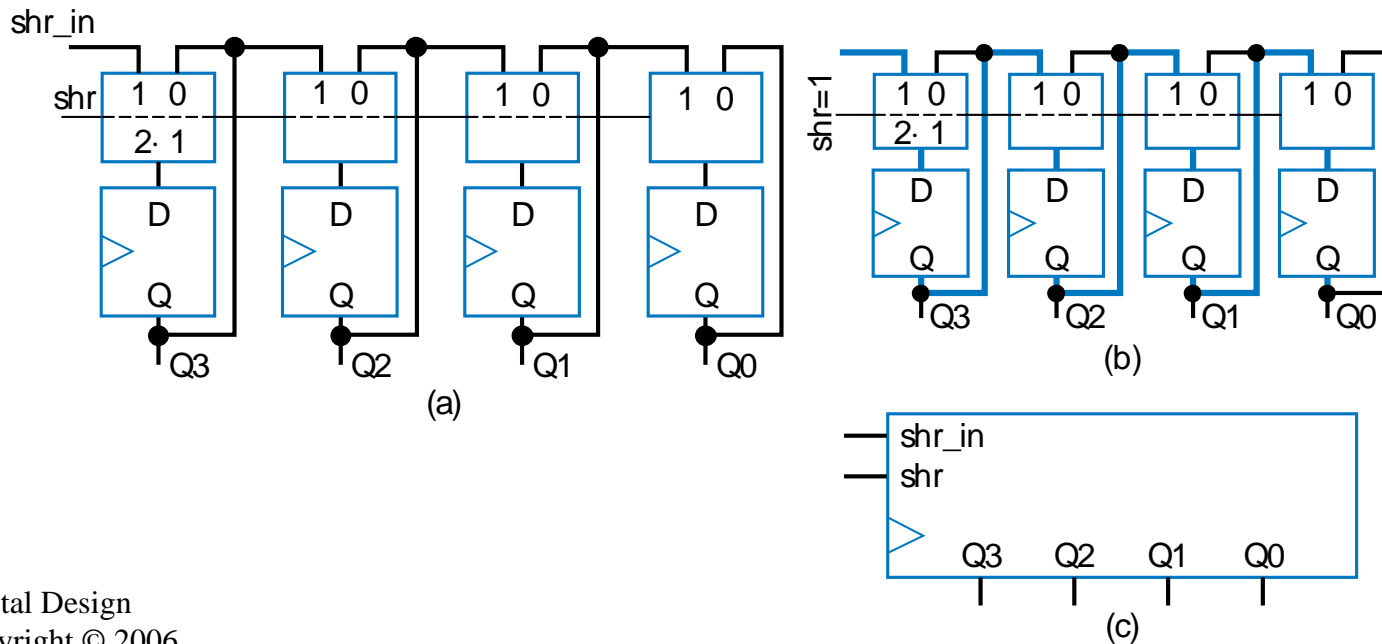 shr_in
shr
1 0
1 0
1 0
1 0
2· 1
D
D
D
D
Q
Q
Q
Q
Q3
Q2
Q1
Q0
(a)
shr=1
1 0
1 0
1 0
1 0
2· 1
D
D
D
D
Q
Q
Q
Q
Q3
Q2
Q1
Q0
(b)
shr_in
shr
Q3 Q2 Q1 Q0
(c)
tal Design
yright © 2006